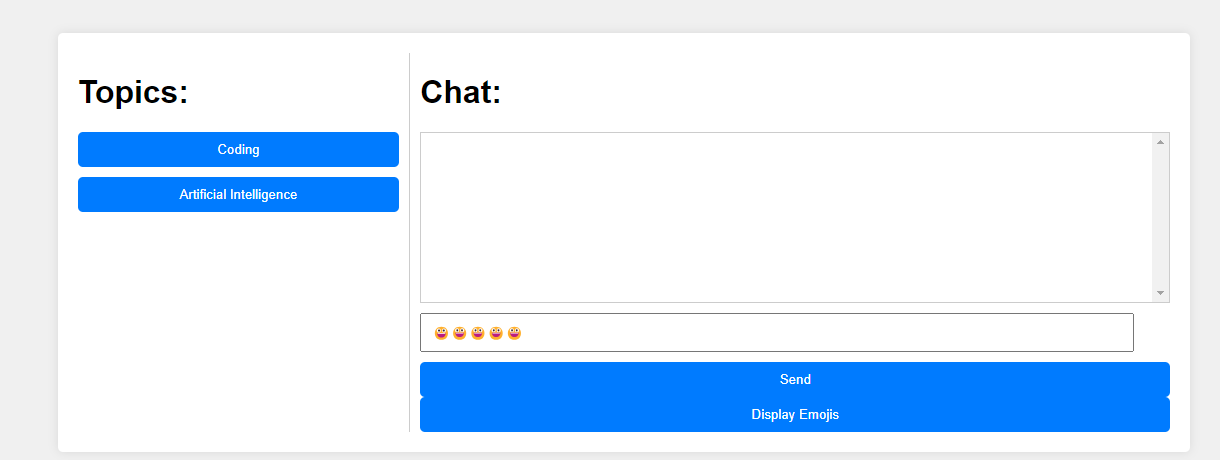 Topics:
Coding
Artificial Intelligence
Chat:
😀😀😀😀😀
Send
Display Emojis